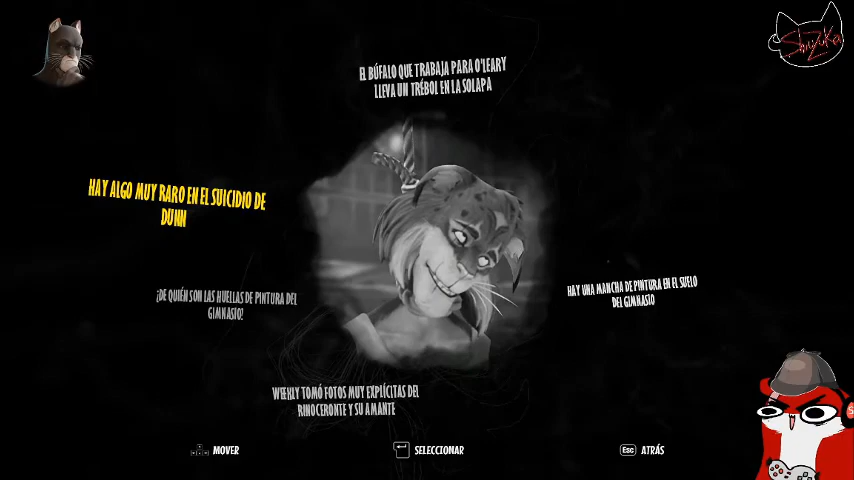 Shizuka
EL BÚFALO QUE TRABAJA PARA O'LEARY
LLEVA UN TRÉBOL EN LA SOLAPA
HAY ALGO MUY RARO EN EL SUICIDIO DE
DUNN
¿DE QUIÉN SON LAS HUELLAS DE PINTURA DEL
GIMNASIO?
HAY UNA MANCHA DE PINTURA EN EL SUELO
DEL GIMNASIO
WEEKLY TOMÓ FOTOS MUY EXPLÍCITAS DEL
RINOCERONTE Y SU AMANTE
MOVER
SELECCIONAR
Esc ATRÁS